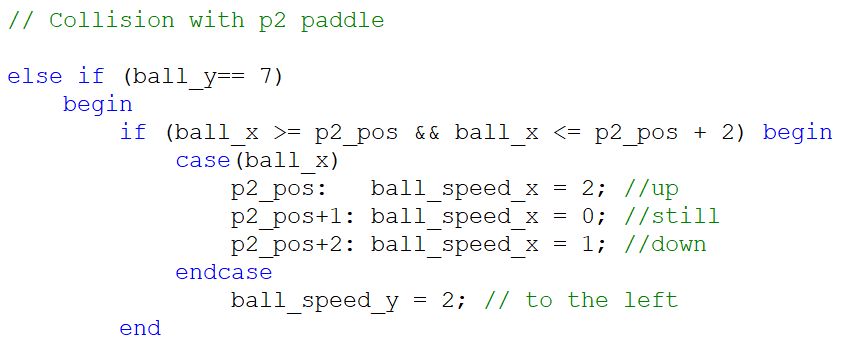 // Collision with p2 paddle
else if (ball_y== 7)
begin
if (ball_x >= p2_pos && ball_x <= p2_pos + 2) begin
case(ball_x)
p2_pos:   ball_speed_x = 2; //up
p2_pos+1: ball_speed_x = 0; //still
p2_pos+2: ball_speed_x = 1; //down
endcase
ball_speed_y = 2; // to the left
end